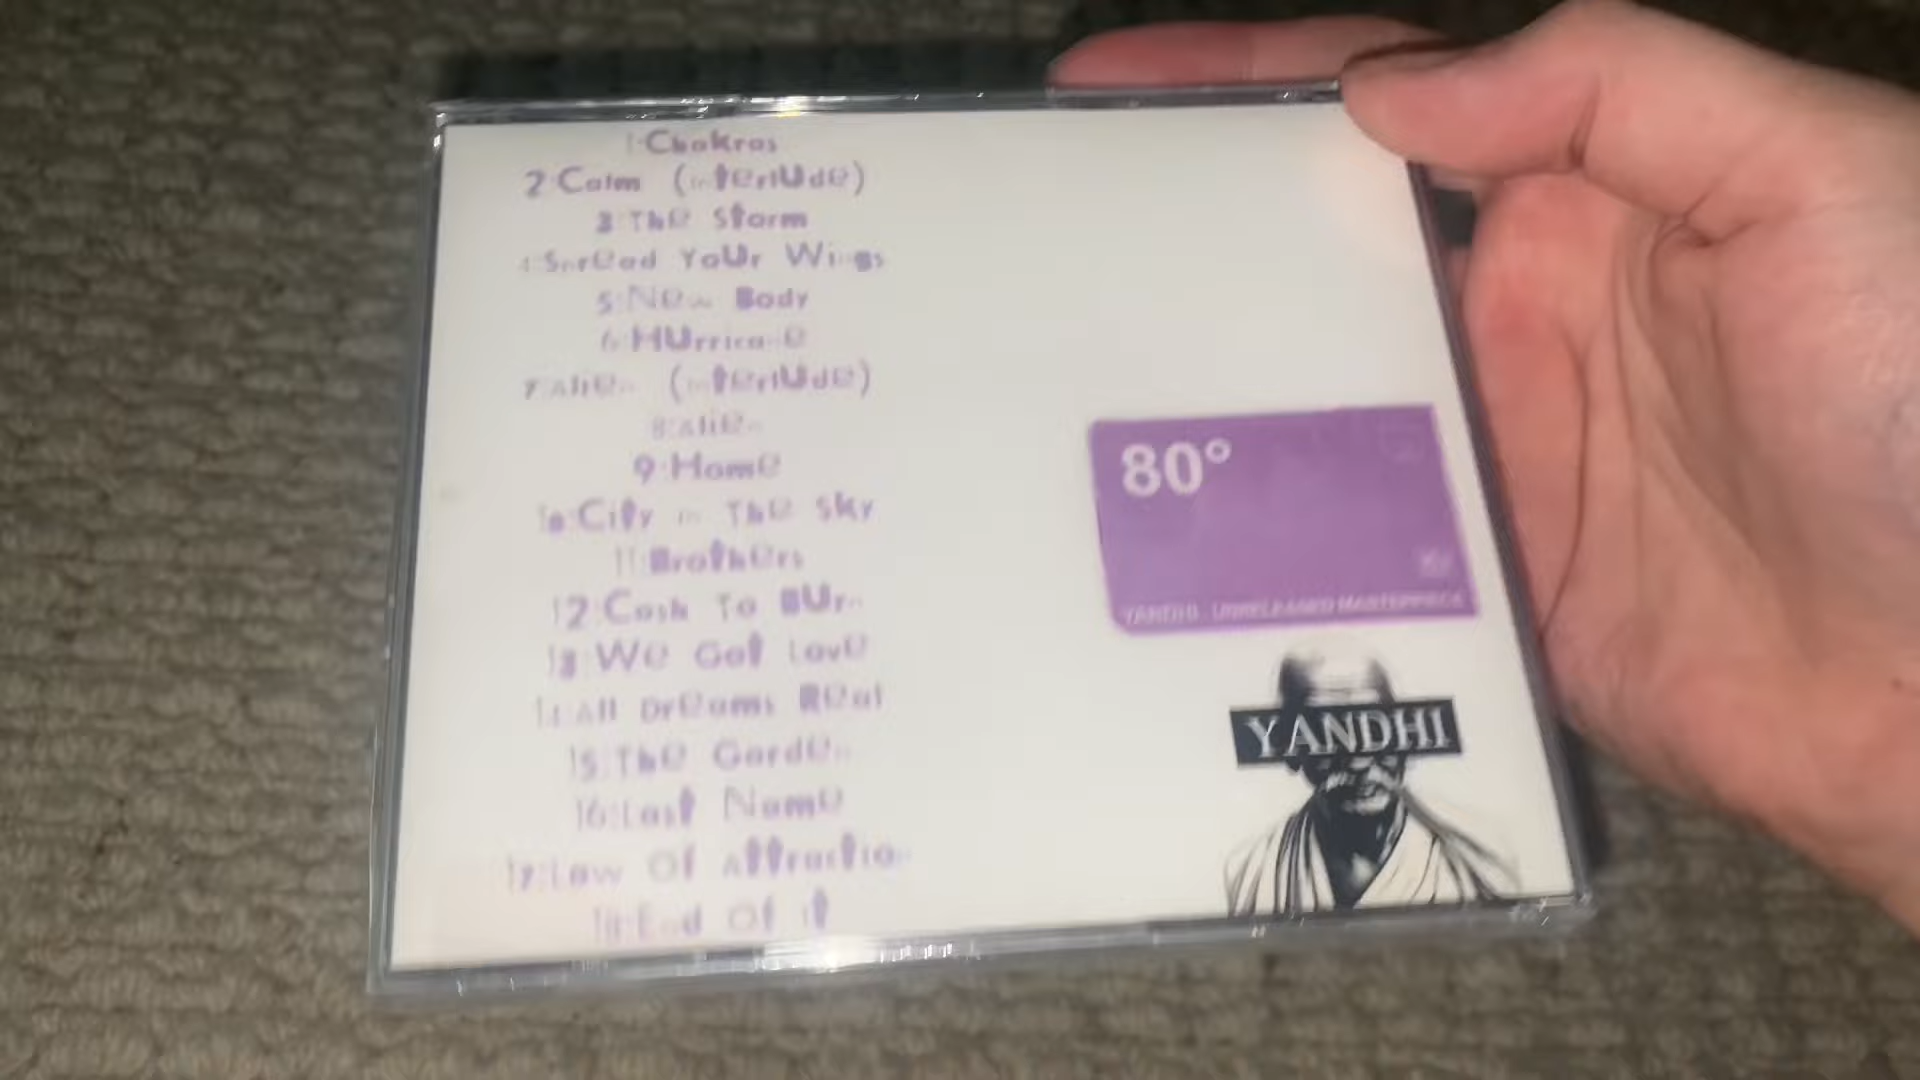 1:Chakras
2:Calm (interlude)
3:The Storm
4:Spread Your Wings
5:New Body
6:Hurricane
7:Alien (interlude)
8:Alien
9:Home
10:City in The Sky
11:Brothers
12:Cash To Burn
13:We Got Love
14:All Dreams Real
15:The Garden
16:Last Name
17:Law Of Attraction
18:End Of it
80°
YANDHI - UNRELEASED MASTERPIECE
YANDHI